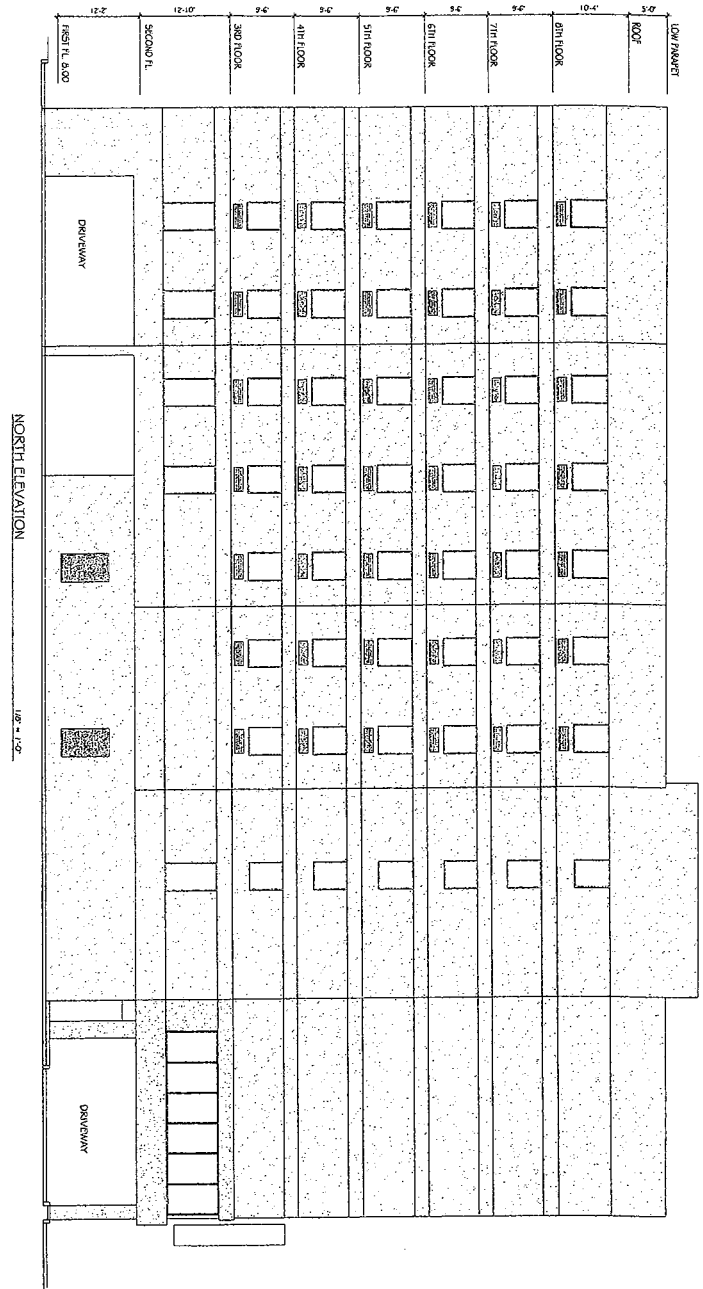 LOW PARAPET
5'-0"
ROOF
10'-4"
8TH FLOOR
9'-6"
7TH FLOOR
9'-6"
6TH FLOOR
9'-6"
5TH FLOOR
9'-6"
4TH FLOOR
9'-6"
3RD FLOOR
12'-10"
SECOND FL.
12'-2"
FIRST FL. 8.00
DRIVEWAY
DRIVEWAY
NORTH ELEVATION
1/8" = 1'-0"